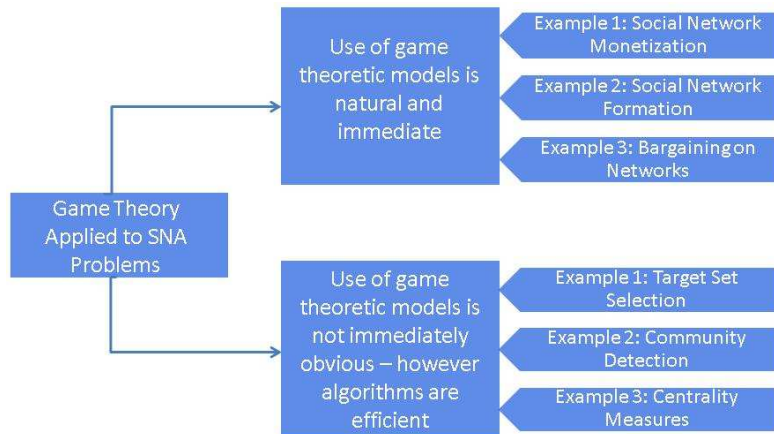 Game Theory
Applied to SNA
Problems
Use of game
theoretic models is
natural and
immediate
Example 1: Social Network
Monetization
Example 2: Social Network
Formation
Example 3: Bargaining on
Networks
Use of game
theoretic models is
not immediately
obvious – however
algorithms are
efficient
Example 1: Target Set
Selection
Example 2: Community
Detection
Example 3: Centrality
Measures